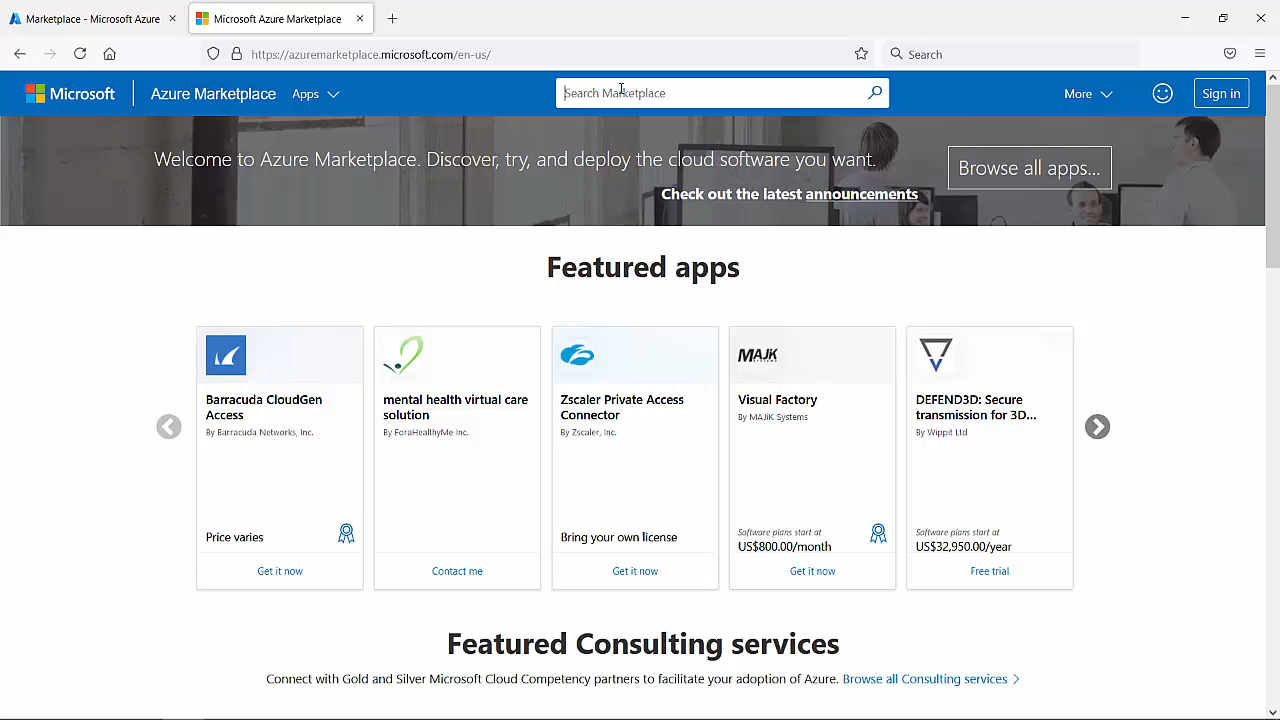 Marketplace - Microsoft Azure
Microsoft Azure Marketplace
https://azuremarketplace.microsoft.com/en-us/
Search
Microsoft
Azure Marketplace
Apps
Search Marketplace
More
Sign in
Welcome to Azure Marketplace. Discover, try, and deploy the cloud software you want.
Browse all apps...
Check out the latest announcements
Featured apps
Barracuda CloudGen
Access
By Barracuda Networks, Inc.
Price varies
Get it now
mental health virtual care
solution
By ForaHealthyMe Inc.
Contact me
Zscaler Private Access
Connector
By Zscaler, Inc.
Bring your own license
Get it now
MAJiK
SYSTEMS
Visual Factory
By MAJiK Systems
Software plans start at
US$800.00/month
Get it now
DEFEND3D: Secure
transmission for 3D...
By Wippit Ltd
Software plans start at
US$32,950.00/year
Free trial
Featured Consulting services
Connect with Gold and Silver Microsoft Cloud Competency partners to facilitate your adoption of Azure. Browse all Consulting services